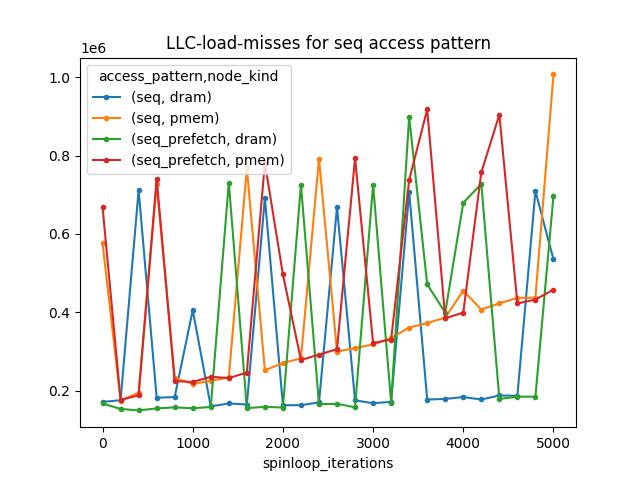 LLC-load-misses for seq access pattern
1e6
access_pattern,node_kind
(seq, dram)
(seq, pmem)
(seq_prefetch, dram)
(seq_prefetch, pmem)
1.0
0.8
0.6
0.4
0.2
0 1000 2000 3000 4000 5000
spinloop_iterations